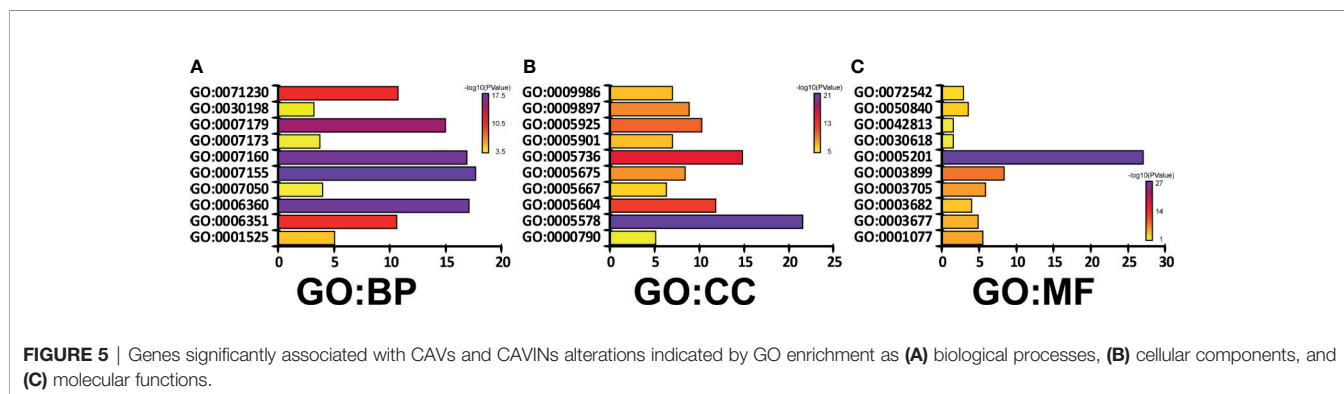 A
GO:0071230
GO:0030198
GO:0007179
GO:0007173
GO:0007160
GO:0007155
GO:0007050
GO:0006360
GO:0006351
GO:0001525
0 5 10 15 20
GO:BP
-log10(PValue)
17.5
10.5
3.5
B
GO:0009986
GO:0009897
GO:0005925
GO:0005901
GO:0005736
GO:0005675
GO:0005667
GO:0005604
GO:0005578
GO:0000790
0 5 10 15 20 25
GO:CC
-log10(PValue)
21
13
5
C
GO:0072542
GO:0050840
GO:0042813
GO:0030618
GO:0005201
GO:0003899
GO:0003705
GO:0003682
GO:0003677
GO:0001077
0 5 10 15 20 25 30
GO:MF
-log10(PValue)
27
14
1
FIGURE 5 | Genes significantly associated with CAVs and CAVINs alterations indicated by GO enrichment as (A) biological processes, (B) cellular components, and
(C) molecular functions.